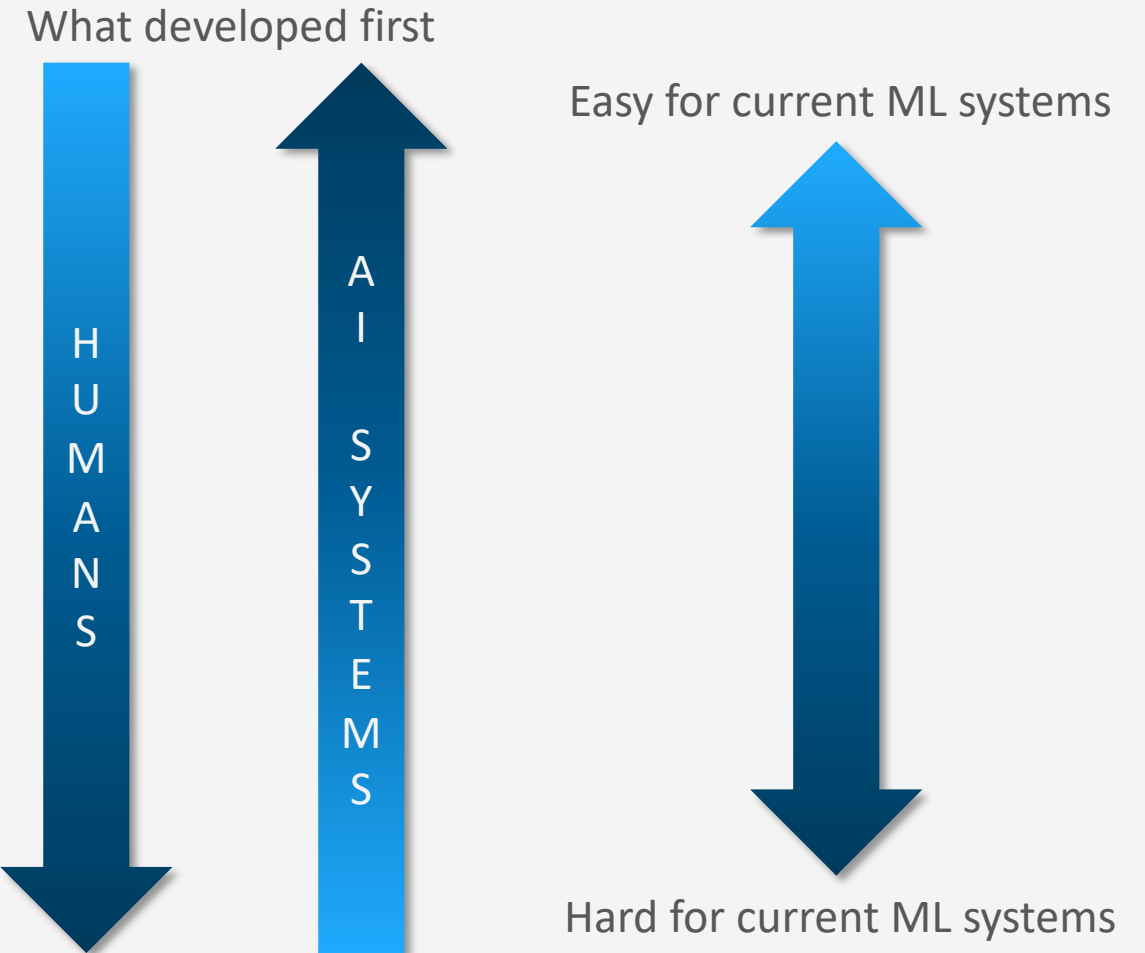 What developed first
Easy for current ML systems
HUMANS
AI SYSTEMS
Hard for current ML systems